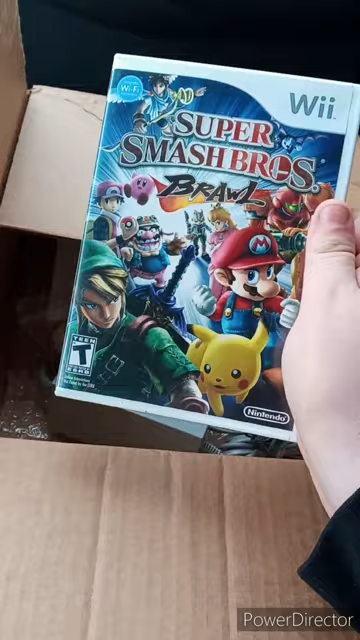 Wi-Fi
Wii
SUPER
SMASH BROS.
BRAWL
TEEN
T
ESRB
Nintendo
PowerDirector